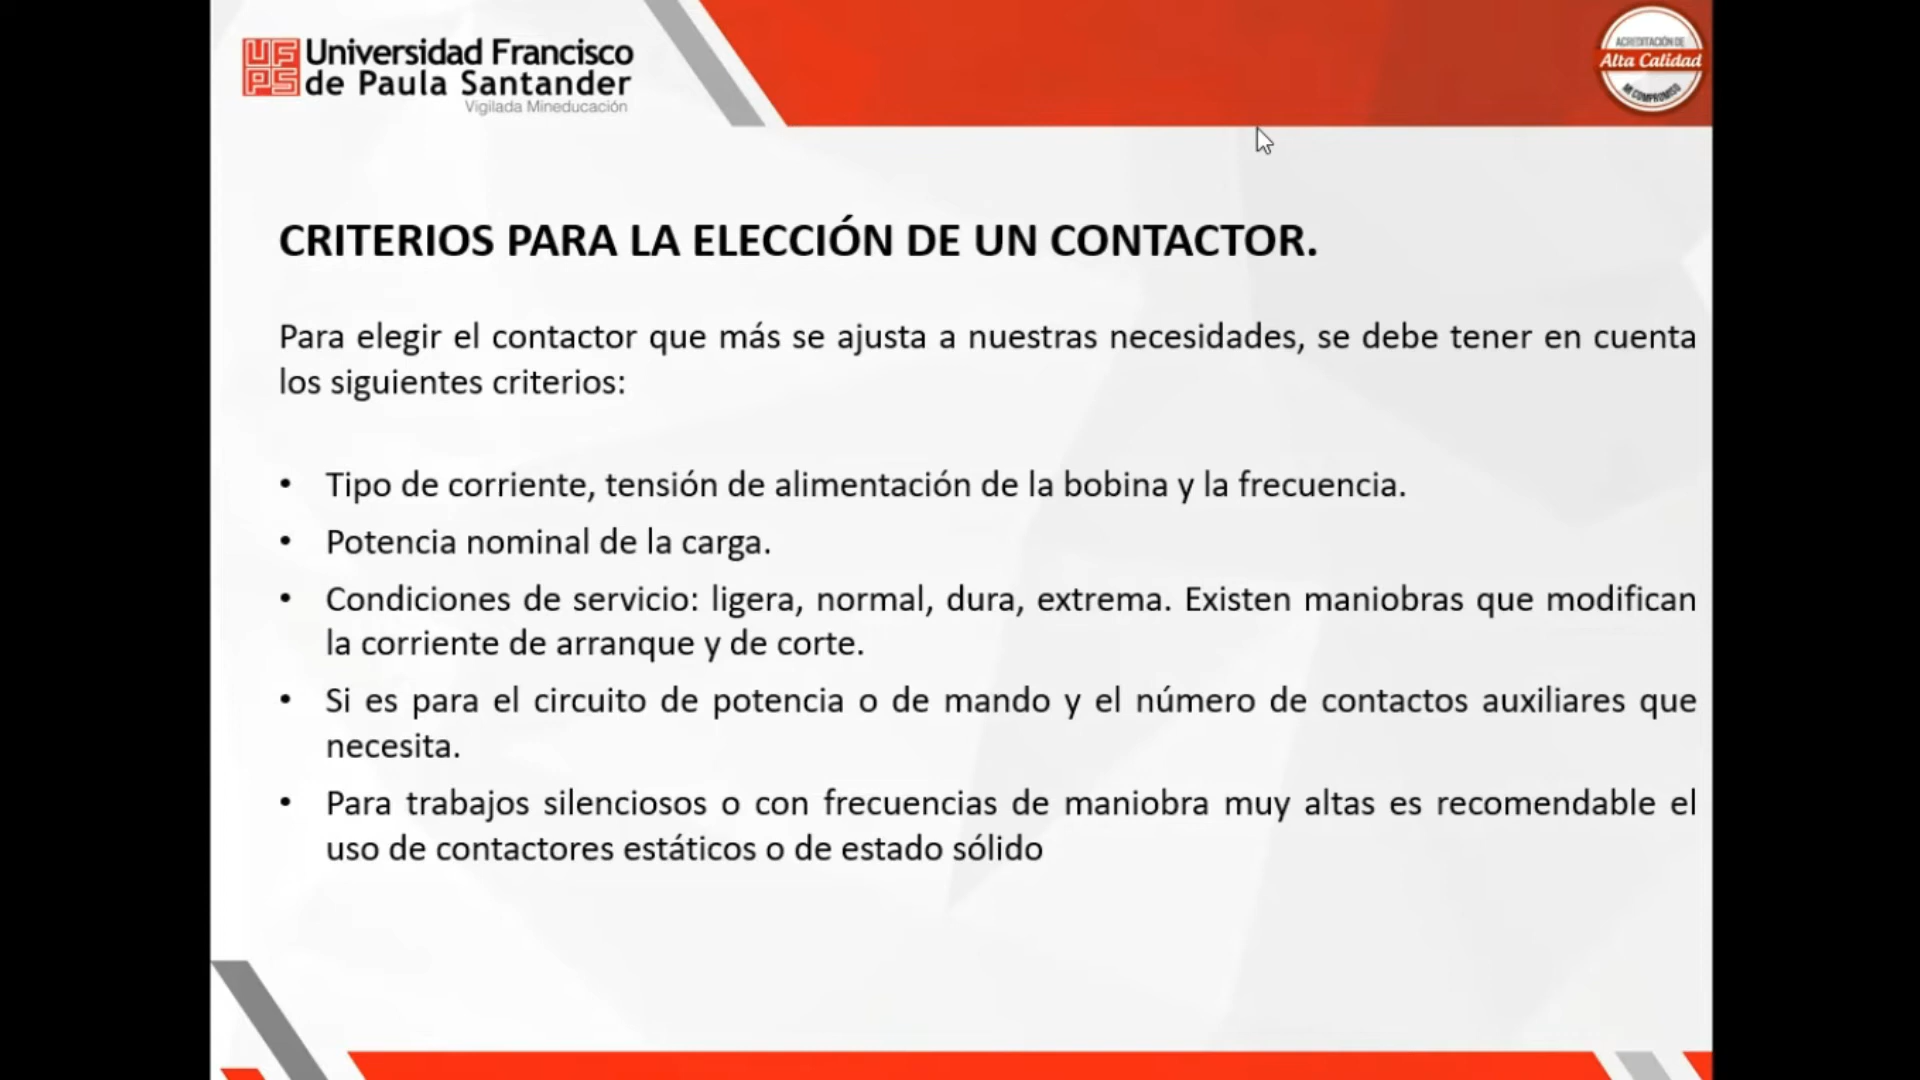 UFPS
Universidad Francisco
de Paula Santander
Vigilada Mineducación
ACREDITACIÓN DE
Alta Calidad
MI COMPROMISO
CRITERIOS PARA LA ELECCIÓN DE UN CONTACTOR.
Para elegir el contactor que más se ajusta a nuestras necesidades, se debe tener en cuenta
los siguientes criterios:
• Tipo de corriente, tensión de alimentación de la bobina y la frecuencia.
• Potencia nominal de la carga.
• Condiciones de servicio: ligera, normal, dura, extrema. Existen maniobras que modifican
la corriente de arranque y de corte.
• Si es para el circuito de potencia o de mando y el número de contactos auxiliares que
necesita.
• Para trabajos silenciosos o con frecuencias de maniobra muy altas es recomendable el
uso de contactores estáticos o de estado sólido